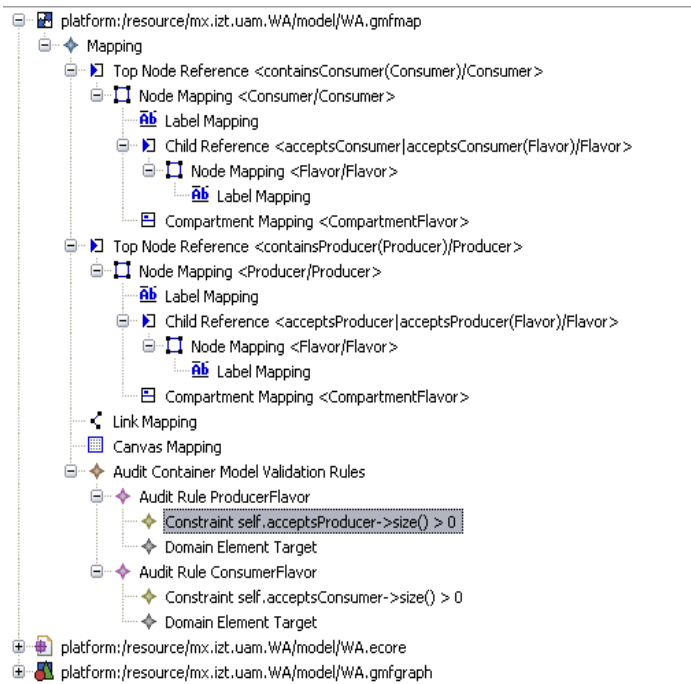 platform:/resource/mx.izt.uam.WA/model/WA.gmfmap
Mapping
Top Node Reference <containsConsumer(Consumer)/Consumer>
Node Mapping <Consumer/Consumer>
Ab Label Mapping
Child Reference <acceptsConsumer|acceptsConsumer(Flavor)/Flavor>
Node Mapping <Flavor/Flavor>
Ab Label Mapping
Compartment Mapping <CompartmentFlavor>
Top Node Reference <containsProducer(Producer)/Producer>
Node Mapping <Producer/Producer>
Ab Label Mapping
Child Reference <acceptsProducer|acceptsProducer(Flavor)/Flavor>
Node Mapping <Flavor/Flavor>
Ab Label Mapping
Compartment Mapping <CompartmentFlavor>
Link Mapping
Canvas Mapping
Audit Container Model Validation Rules
Audit Rule ProducerFlavor
Constraint self.acceptsProducer->size() > 0
Domain Element Target
Audit Rule ConsumerFlavor
Constraint self.acceptsConsumer->size() > 0
Domain Element Target
platform:/resource/mx.izt.uam.WA/model/WA.ecore
platform:/resource/mx.izt.uam.WA/model/WA.gmfgraph